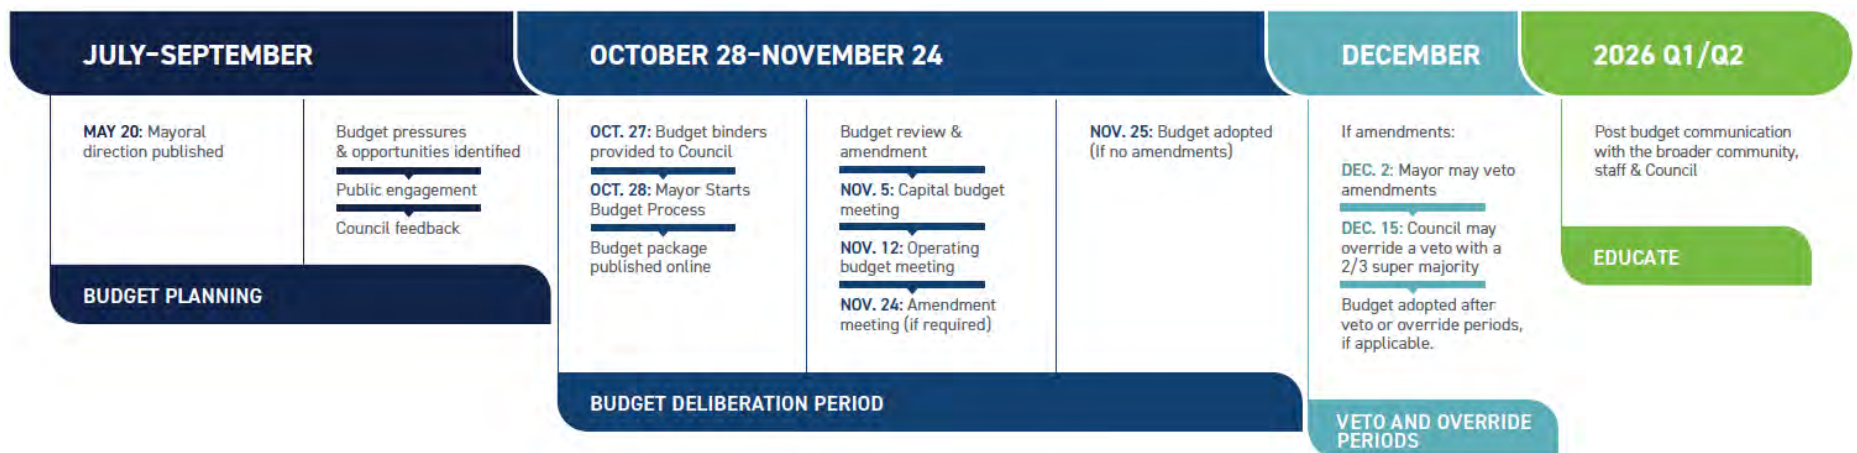 JULY–SEPTEMBER
MAY 20: Mayoral
direction published
Budget pressures
& opportunities identified
Public engagement
Council feedback
BUDGET PLANNING
OCTOBER 28–NOVEMBER 24
OCT. 27: Budget binders
provided to Council
OCT. 28: Mayor Starts
Budget Process
Budget package
published online
Budget review &
amendment
NOV. 5: Capital budget
meeting
NOV. 12: Operating
budget meeting
NOV. 24: Amendment
meeting (if required)
NOV. 25: Budget adopted
(If no amendments)
BUDGET DELIBERATION PERIOD
DECEMBER
If amendments:
DEC. 2: Mayor may veto
amendments
DEC. 15: Council may
override a veto with a
2/3 super majority
Budget adopted after
veto or override periods,
if applicable.
VETO AND OVERRIDE
PERIODS
2026 Q1/Q2
Post budget communication
with the broader community,
staff & Council
EDUCATE